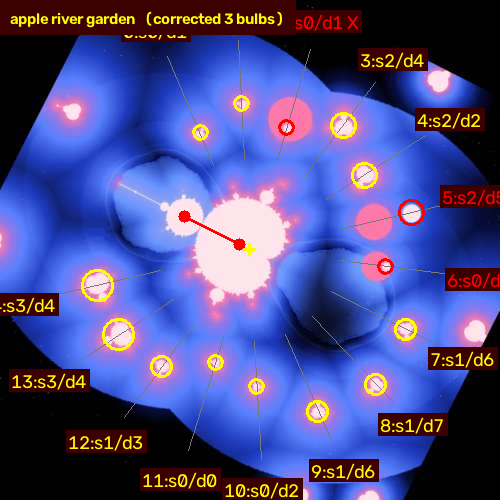 apple river garden (corrected 3 bulbs)
s0/d1 X
3:s2/d4
4:s2/d2
5:s2/d5
6:s0/d
:s3/d4
7:s1/d6
13:s3/d4
8:s1/d7
12:s1/d3
9:s1/d6
11:s0/d0
10:s0/d2